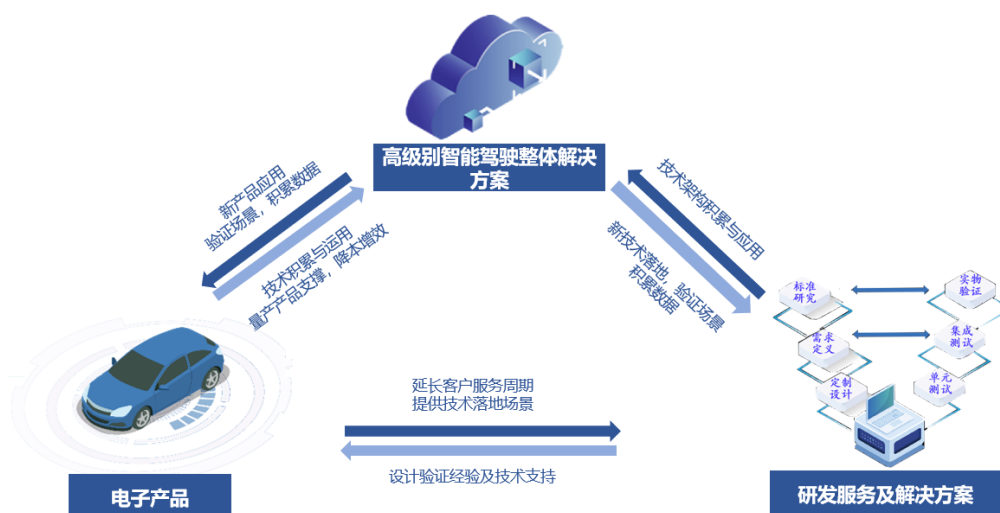 高级别智能驾驶整体解决
方案
新产品应用
验证场景，积累数据
技术积累与运用
量产产品支撑，降本增效
技术架构积累与应用
新技术落地，验证场景
积累数据
标准
研究
实物
验证
需求
定义
集成
测试
定制
设计
单元
测试
延长客户服务周期
提供技术落地场景
设计验证经验及技术支持
电子产品
研发服务及解决方案